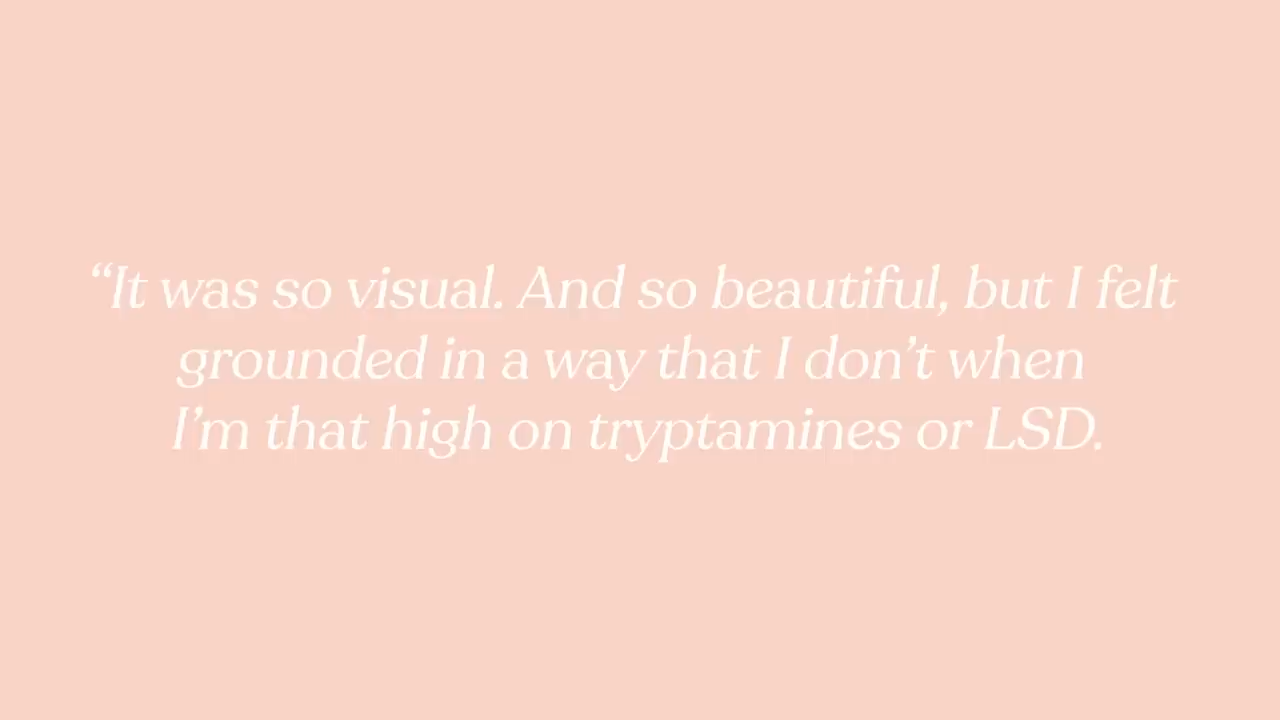 “It was so visual. And so beautiful, but I felt
grounded in a way that I don’t when
I’m that high on tryptamines or LSD.